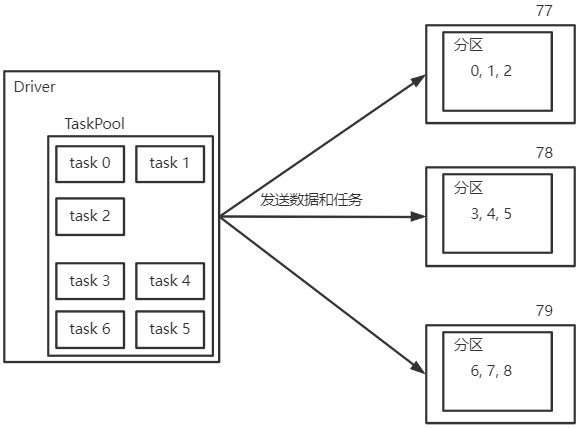 Driver
TaskPool
task 0
task 1
task 2
task 3
task 4
task 6
task 5
发送数据和任务
77
分区
0, 1, 2
78
分区
3, 4, 5
79
分区
6, 7, 8